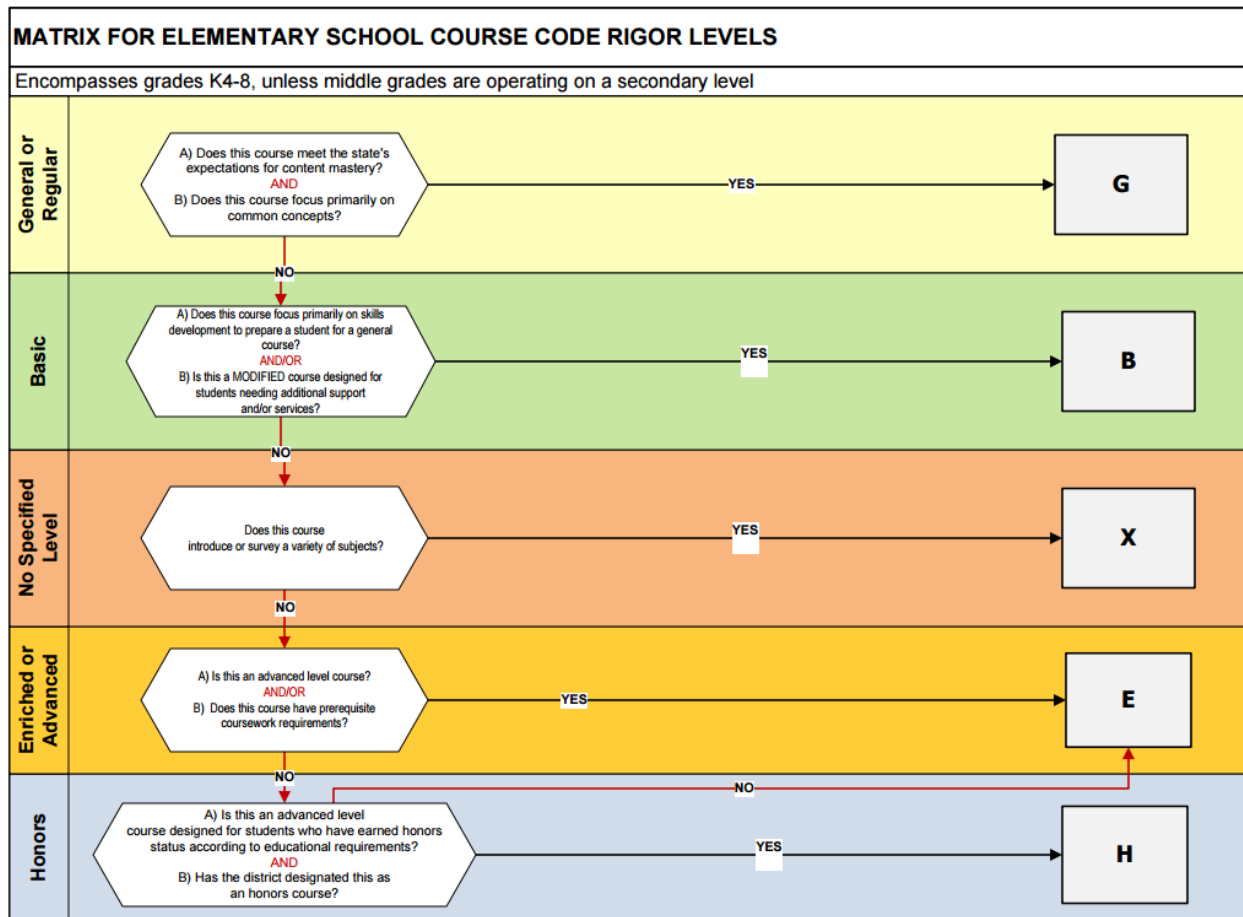 MATRIX FOR ELEMENTARY SCHOOL COURSE CODE RIGOR LEVELS
Encompasses grades K4-8, unless middle grades are operating on a secondary level
General or
Regular
A) Does this course meet the state's
expectations for content mastery?
AND
B) Does this course focus primarily on
common concepts?
YES
G
NO
Basic
A) Does this course focus primarily on skills
development to prepare a student for a general
course?
AND/OR
B) Is this a MODIFIED course designed for
students needing additional support
and/or services?
YES
B
NO
No Specified
Level
Does this course
introduce or survey a variety of subjects?
YES
X
NO
Enriched or
Advanced
A) Is this an advanced level course?
AND/OR
B) Does this course have prerequisite
coursework requirements?
YES
E
NO
Honors
A) Is this an advanced level
course designed for students who have earned honors
status according to educational requirements?
AND
B) Has the district designated this as
an honors course?
NO
YES
H